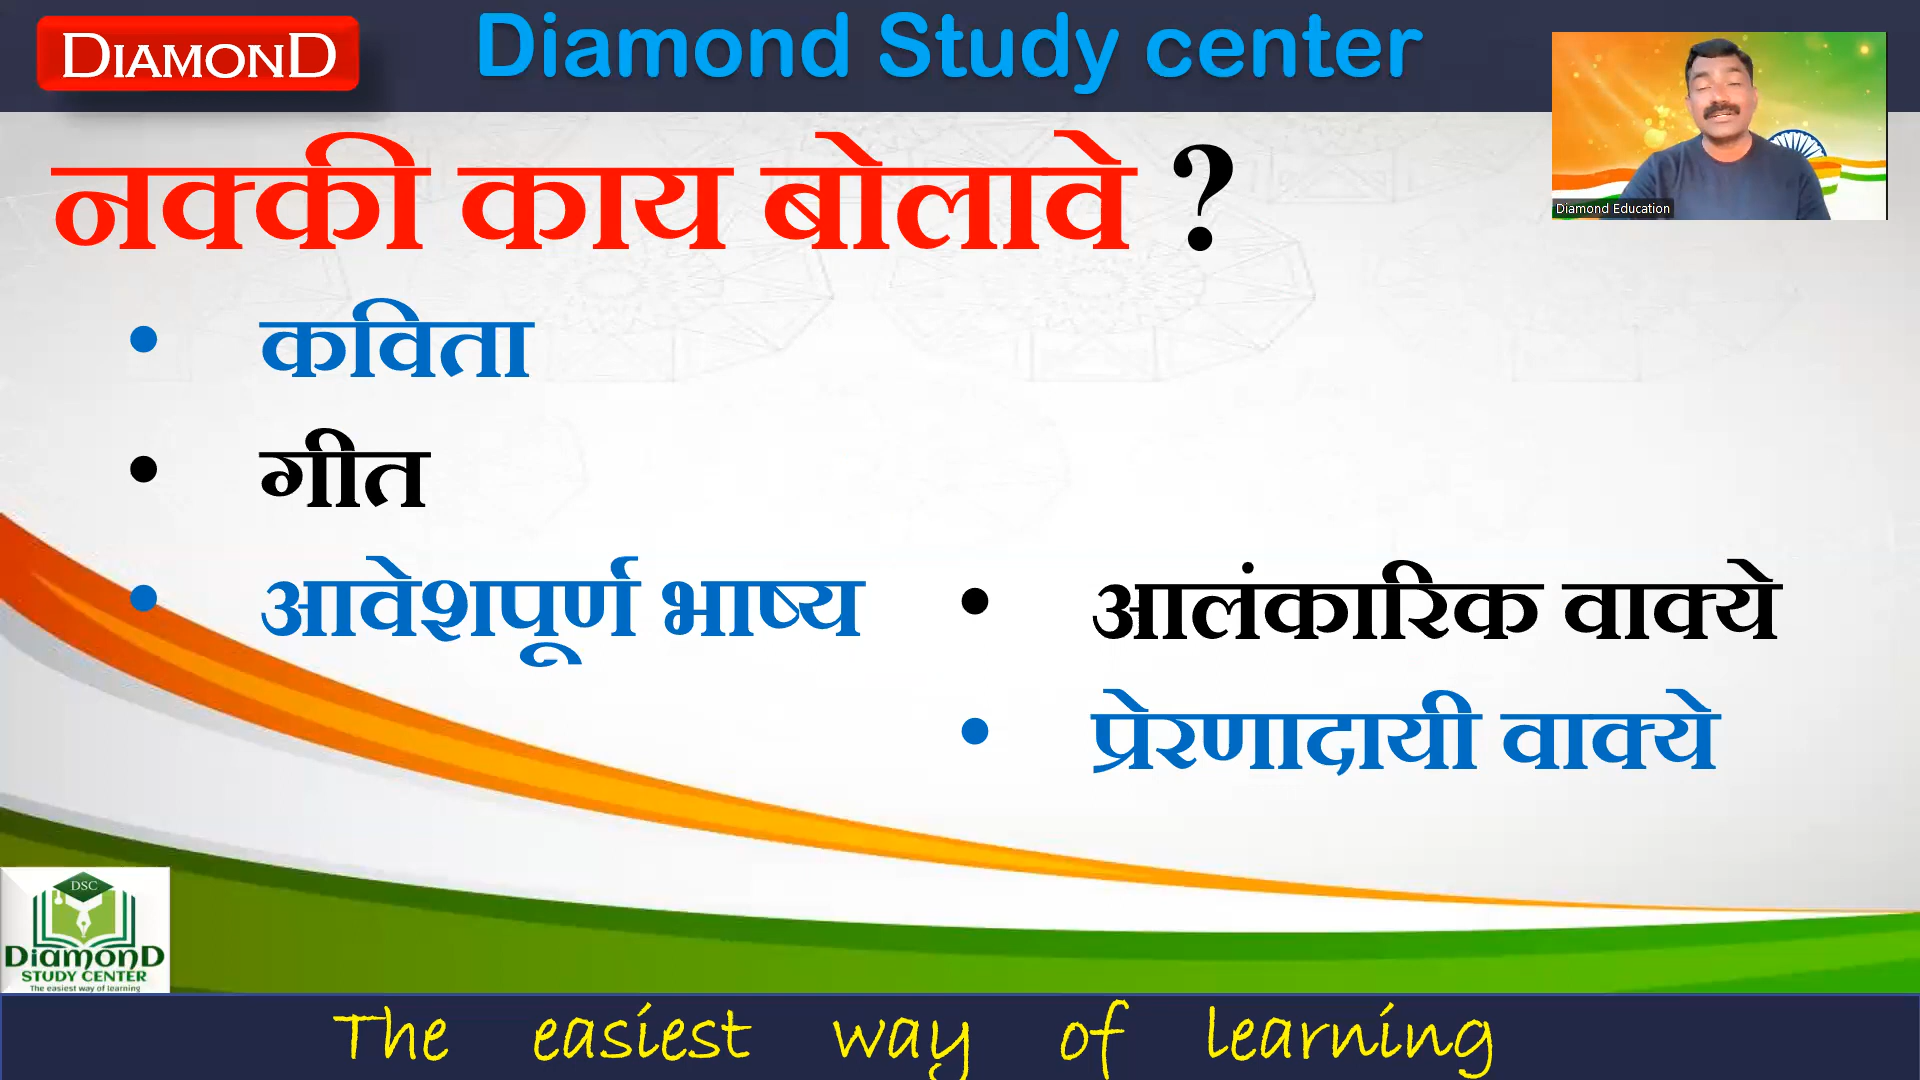 DIAMOND
Diamond Study center
Diamond Education
नक्की काय बोलावे ?
• कविता
• गीत
• आवेशपूर्ण भाष्य
• आलंकारिक वाक्ये
• प्रेरणादायी वाक्ये
DSC
DiamonD
STUDY CENTER
The easiest way of learning
The easiest way of learning